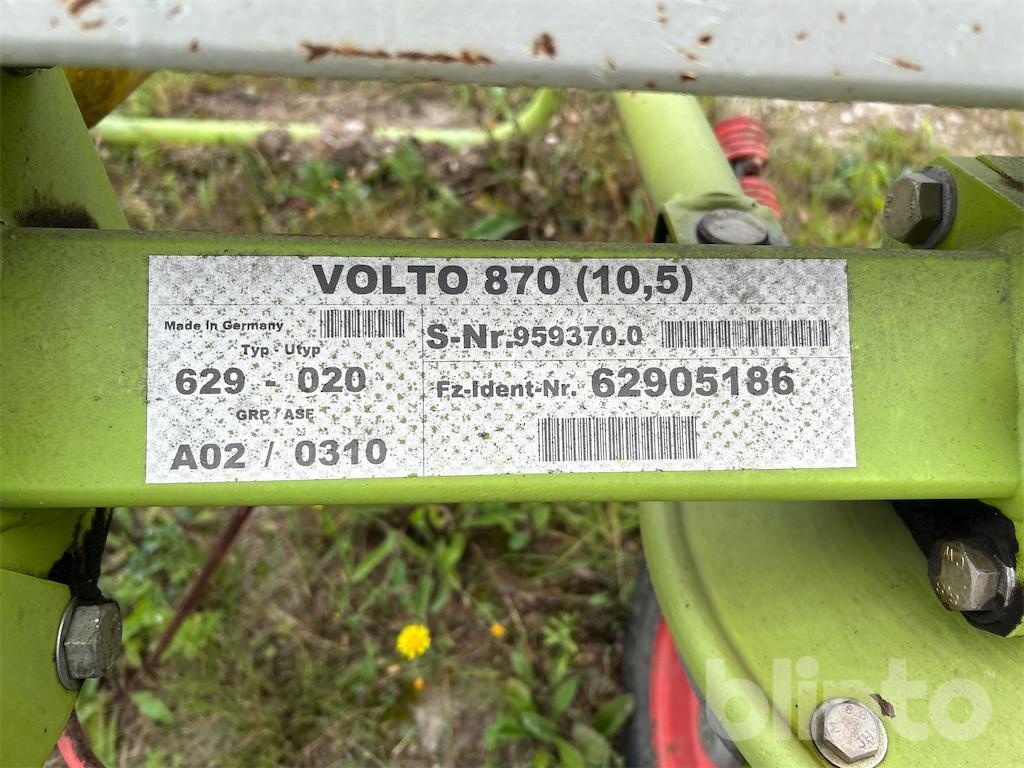 VOLTO 870 (10,5)
Made In Germany
Typ - Utyp
629 - 020
GRP / ASE
A02 / 0310
S-Nr.959370.0
Fz-Ident-Nr. 62905186
blinto